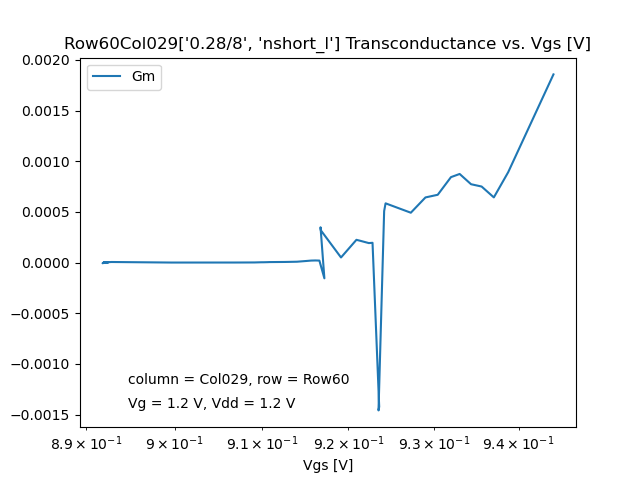 Row60Col029['0.28/8', 'nshort_l'] Transconductance vs. Vgs [V]
Gm
0.0020
0.0015
0.0010
0.0005
0.0000
−0.0005
−0.0010
−0.0015
column = Col029, row = Row60
Vg = 1.2 V, Vdd = 1.2 V
8.9 × 10⁻¹ 9 × 10⁻¹ 9.1 × 10⁻¹ 9.2 × 10⁻¹ 9.3 × 10⁻¹ 9.4 × 10⁻¹
Vgs [V]